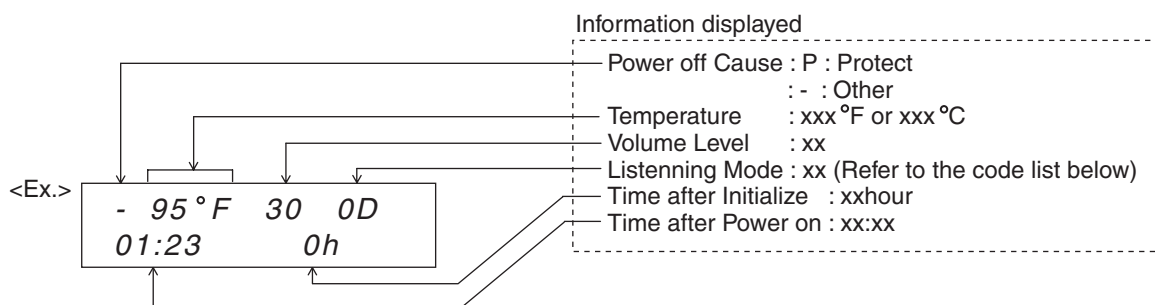 Information displayed
Power off Cause : P : Protect
: - : Other
Temperature : xxx°F or xxx°C
Volume Level : xx
Listenning Mode : xx (Refer to the code list below)
Time after Initialize : xxhour
Time after Power on : xx:xx
<Ex.>
- 95°F 30 0D
01:23 0h